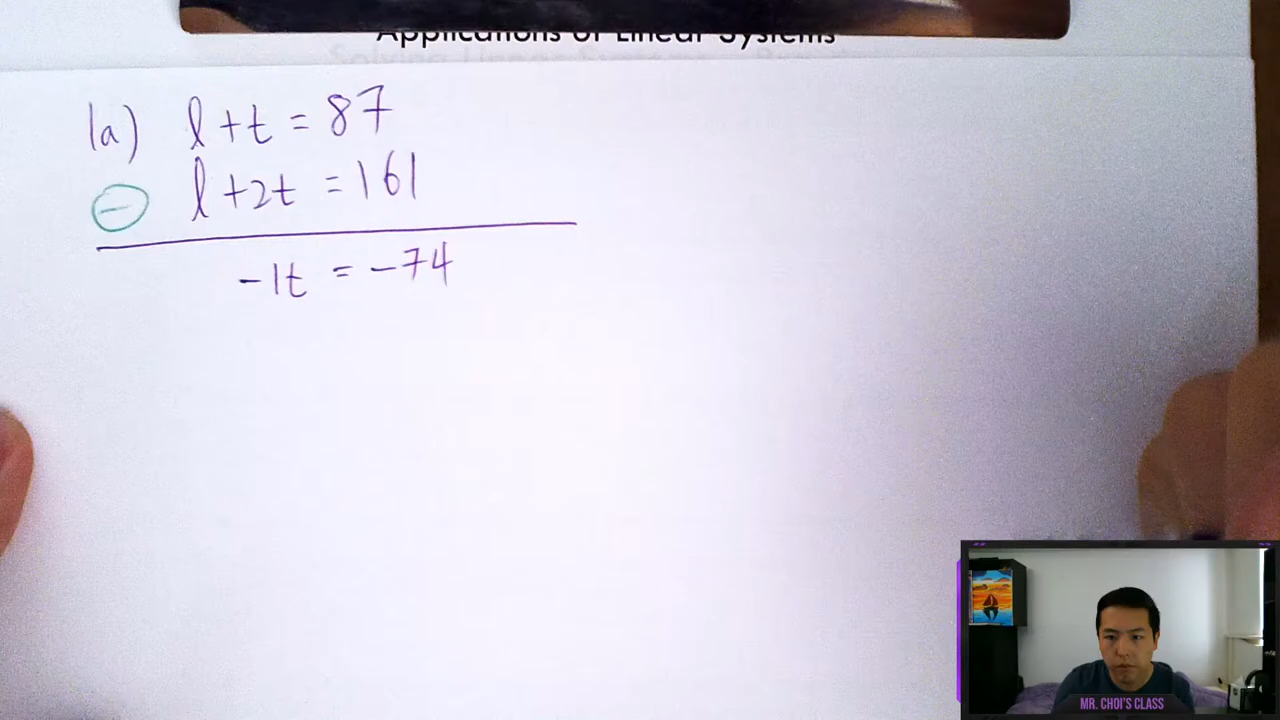 Applications of Linear Systems
1a) l + t = 87
⊖ l + 2t = 161
-1t = -74
MR. CHOI'S CLASS